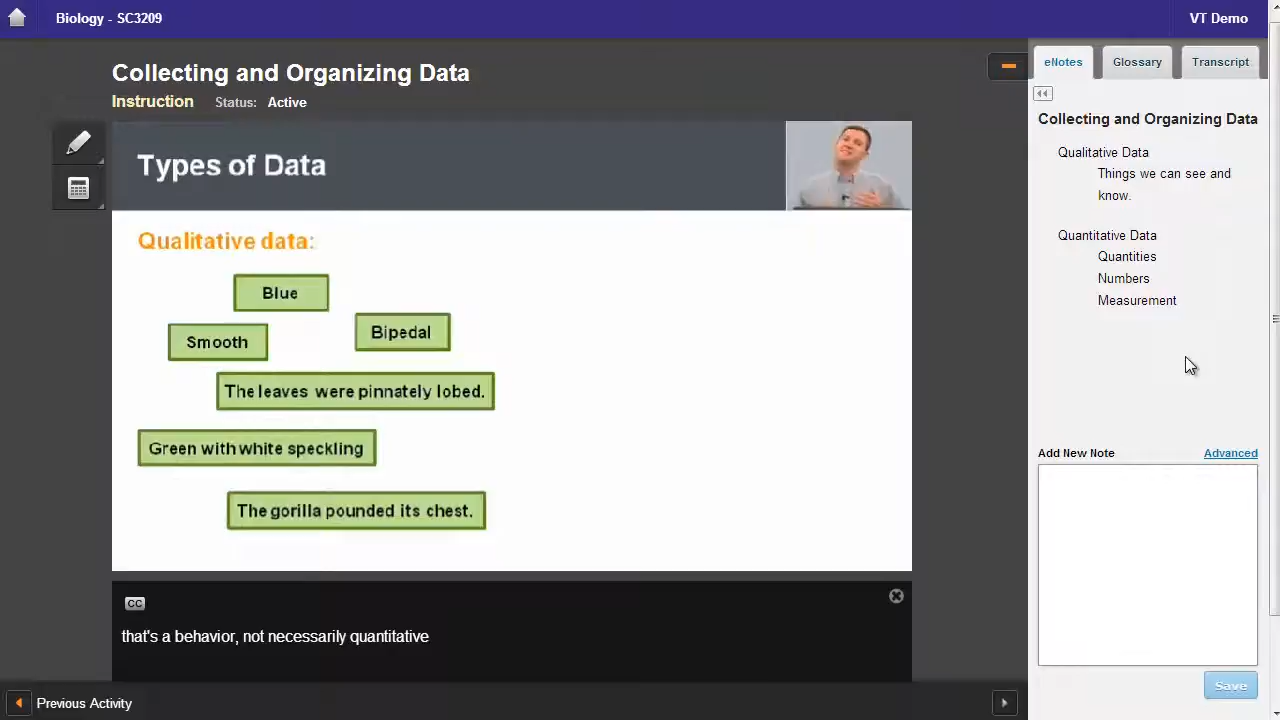 Biology - SC3209
VT Demo
Collecting and Organizing Data
Instruction Status: Active
Types of Data
Qualitative data:
Blue
Bipedal
Smooth
The leaves were pinnately lobed.
Green with white speckling
The gorilla pounded its chest.
CC
that's a behavior, not necessarily quantitative
Previous Activity
eNotes Glossary Transcript
Collecting and Organizing Data
Qualitative Data
Things we can see and
know.
Quantitative Data
Quantities
Numbers
Measurement
Add New Note Advanced
Save